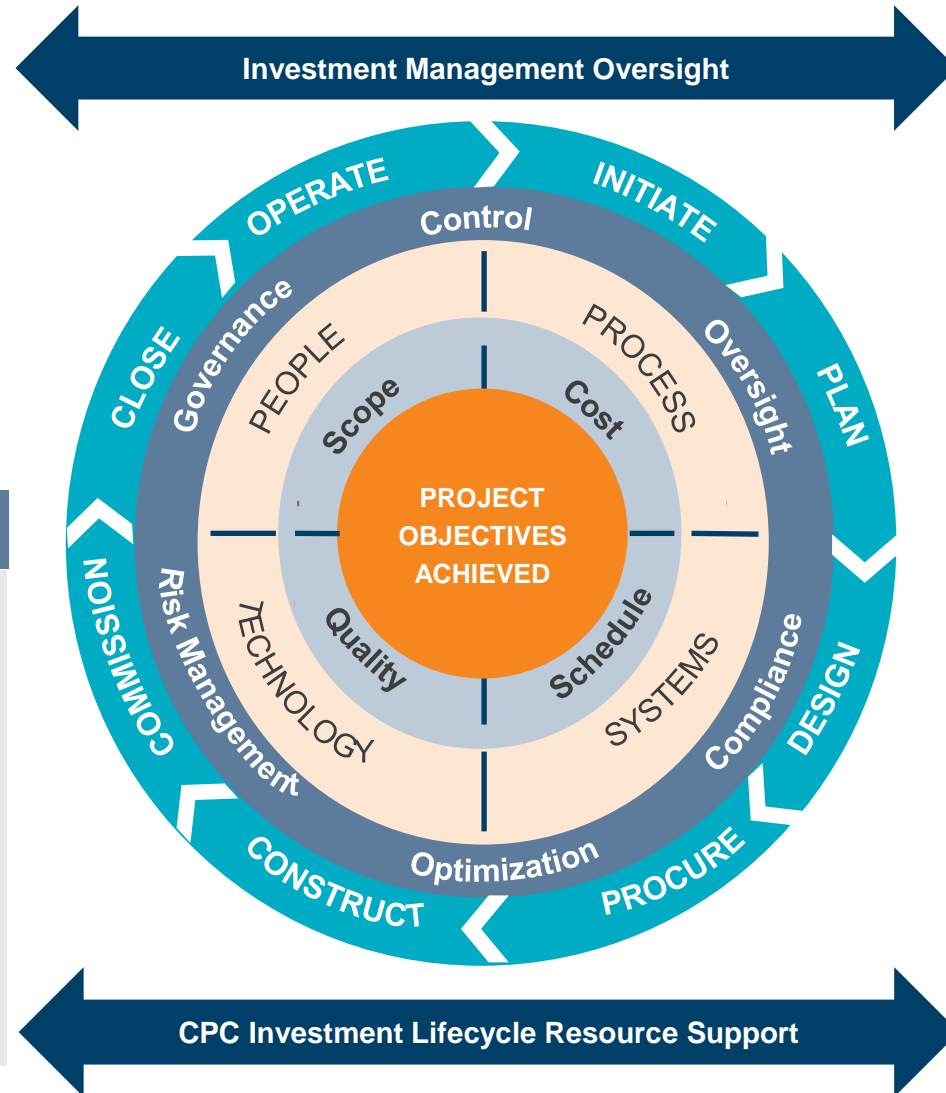 Investment Management Oversight
INITIATE
PLAN
DESIGN
PROCURE
CONSTRUCT
COMMISSION
CLOSE
OPERATE
Control
Oversight
Compliance
Optimization
Risk Management
Governance
PEOPLE
PROCESS
SYSTEMS
TECHNOLOGY
Scope
Cost
Schedule
Quality
PROJECT
OBJECTIVES
ACHIEVED
CPC Investment Lifecycle Resource Support